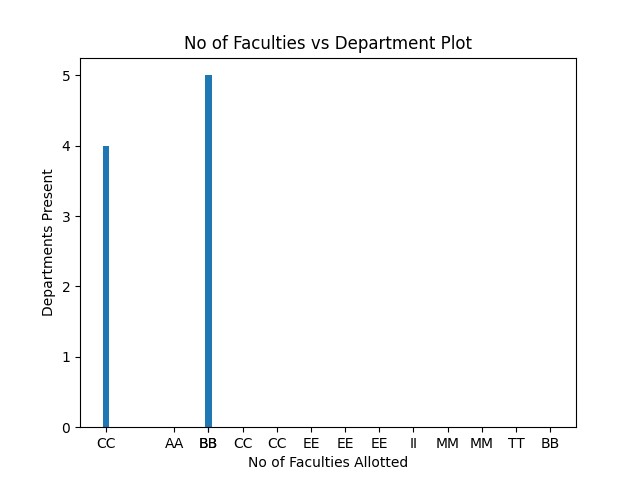 No of Faculties vs Department Plot
5
4
3
2
1
0
Departments Present
CC AA BB CC CC EE EE EE II MM MM TT BB
No of Faculties Allotted